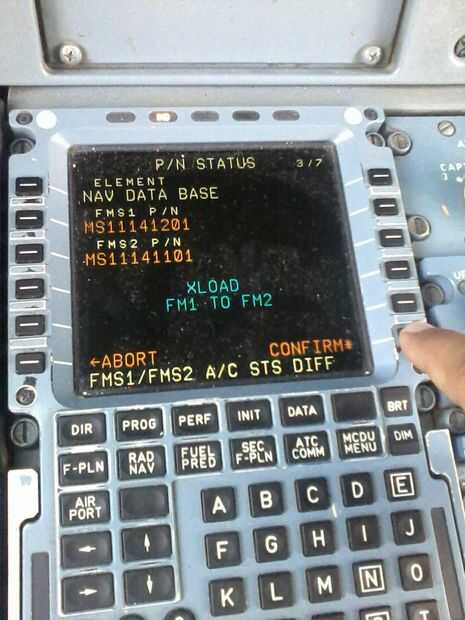 P/N STATUS 3/7
ELEMENT
NAV DATA BASE
FMS1 P/N
MS11141201
FMS2 P/N
MS11141101
XLOAD
FM1 TO FM2
←ABORT CONFIRM*
FMS1/FMS2 A/C STS DIFF
DIR PROG PERF INIT DATA BRT
F-PLN RAD NAV FUEL PRED SEC F-PLN ATC COMM MCDU MENU DIM
AIR PORT
← ↑
→ ↓
A B C D E
F G H I J
K L M N O
CAPT
3